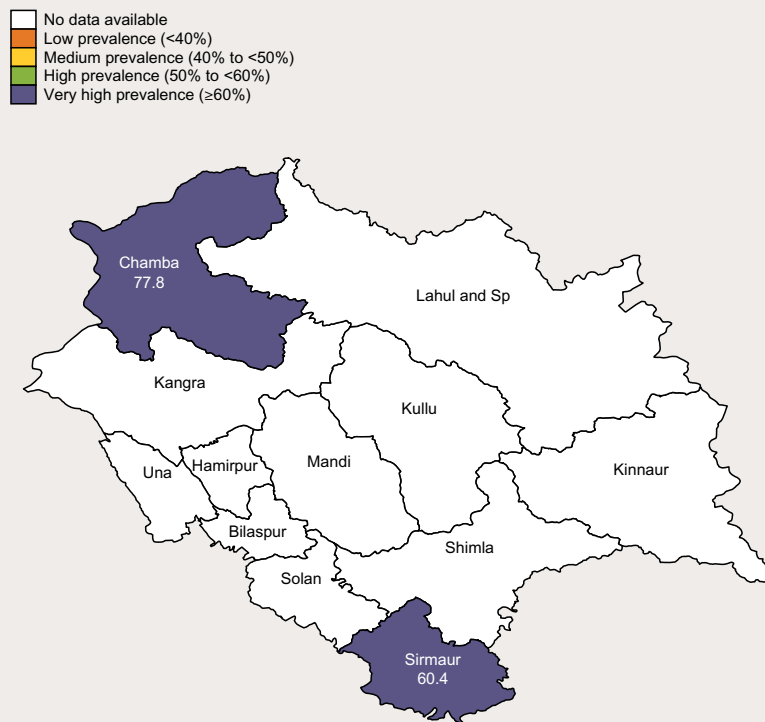 No data available
Low prevalence (<40%)
Medium prevalence (40% to <50%)
High prevalence (50% to <60%)
Very high prevalence (≥60%)
Chamba
77.8
Lahul and Sp
Kangra
Kullu
Una
Hamirpur
Mandi
Kinnaur
Bilaspur
Shimla
Solan
Sirmaur
60.4